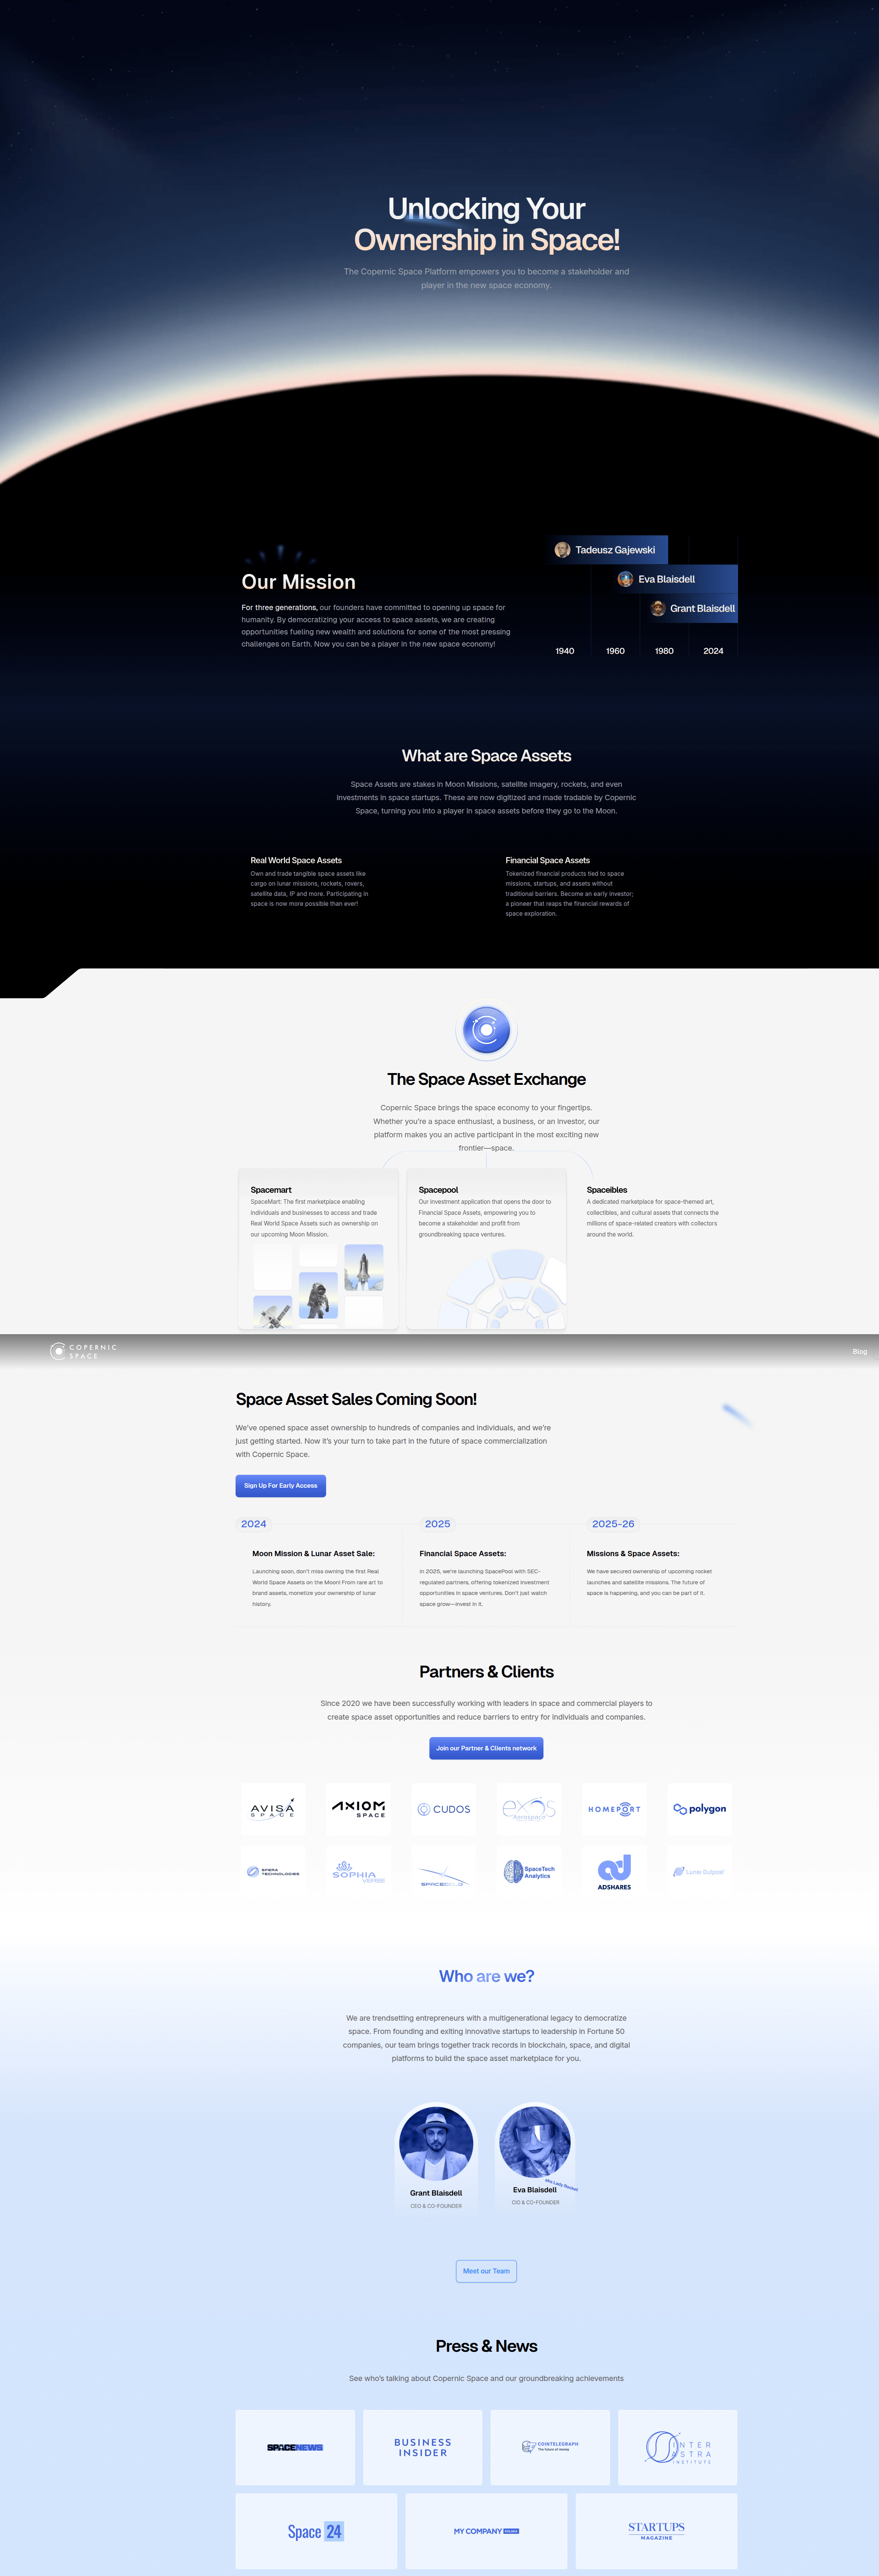 Unlocking Your
Ownership in Space!
The Copernic Space Platform empowers you to become a stakeholder and
player in the new space economy.
Our Mission
For three generations, our founders have committed to opening up space for
humanity. By democratizing your access to space assets, we are creating
opportunities fueling new wealth and solutions for some of the most pressing
challenges on Earth. Now you can be a player in the new space economy!
Tadeusz Gajewski
Eva Blaisdell
Grant Blaisdell
1940
1960
1980
2024
What are Space Assets
Space Assets are stakes in Moon Missions, satellite imagery, rockets, and even
investments in space startups. These are now digitized and made tradable by Copernic
Space, turning you into a player in space assets before they go to the Moon.
Real World Space Assets
Own and trade tangible space assets like
cargo on lunar missions, rockets, rovers,
satellite data, IP and more. Participating in
space is now more possible than ever!
Financial Space Assets
Tokenized financial products tied to space
missions, startups, and assets without
traditional barriers. Become an early investor;
a pioneer that reaps the financial rewards of
space exploration.
The Space Asset Exchange
Copernic Space brings the space economy to your fingertips.
Whether you're a space enthusiast, a business, or an investor, our
platform makes you an active participant in the most exciting new
frontier—space.
Spacemart
SpaceMart: The first marketplace enabling
individuals and businesses to access and trade
Real World Space Assets such as ownership on
our upcoming Moon Mission.
Spacepool
Our investment application that opens the door to
Financial Space Assets, empowering you to
become a stakeholder and profit from
groundbreaking space ventures.
Spaceibles
A dedicated marketplace for space-themed art,
collectibles, and cultural assets that connects the
millions of space-related creators with collectors
around the world.
COPERNIC
SPACE
Blog
Space Asset Sales Coming Soon!
We've opened space asset ownership to hundreds of companies and individuals, and we're
just getting started. Now it's your turn to take part in the future of space commercialization
with Copernic Space.
Sign Up For Early Access
2024
Moon Mission & Lunar Asset Sale:
Launching soon, don't miss owning the first Real
World Space Assets on the Moon! From rare art to
brand assets, monetize your ownership of lunar
history.
2025
Financial Space Assets:
In 2025, we're launching SpacePool with SEC-
regulated partners, offering tokenized investment
opportunities in space ventures. Don't just watch
space grow—invest in it.
2025-26
Missions & Space Assets:
We have secured ownership of upcoming rocket
launches and satellite missions. The future of
space is happening, and you can be part of it.
Partners & Clients
Since 2020 we have been successfully working with leaders in space and commercial players to
create space asset opportunities and reduce barriers to entry for individuals and companies.
Join our Partner & Clients network
AVISA
SPACE
AXIOM
SPACE
CUDOS
exos
Aerospace
HOMEPORT
polygon
SPERA
TECHNOLOGIES
SOPHIA
VERSE
SPACEFIELD
SpaceTech
Analytics
ADSHARES
Lunar Outpost
Who are we?
We are trendsetting entrepreneurs with a multigenerational legacy to democratize
space. From founding and exiting innovative startups to leadership in Fortune 50
companies, our team brings together track records in blockchain, space, and digital
platforms to build the space asset marketplace for you.
Grant Blaisdell
CEO & CO-FOUNDER
aka Lady Rocket
Eva Blaisdell
CIO & CO-FOUNDER
Meet our Team
Press & News
See who's talking about Copernic Space and our groundbreaking achievements
SPACENEWS
BUSINESS
INSIDER
COINTELEGRAPH
The future of money
INTER
ASTRA
INSTITUTE
Space 24
MY COMPANY POLSKA
STARTUPS
MAGAZINE